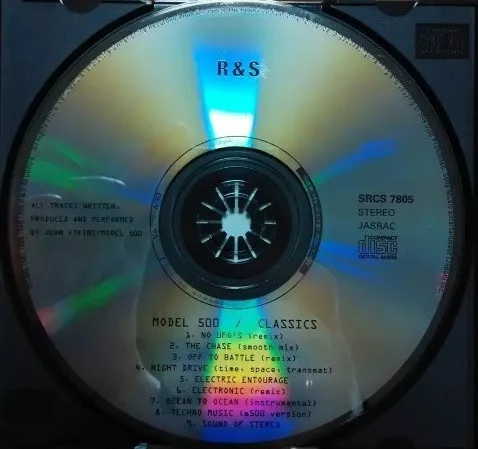 R&S
ALL TRACKS WRITTEN,
PRODUCED AND PERFORMED
BY JUAN ATKINS/MODEL 500
SRCS 7805
STEREO
JASRAC
COMPACT
disc
DIGITAL AUDIO
MODEL 500 / CLASSICS
1. NO UFO'S (remix)
2. THE CHASE (smooth mix)
3. OFF TO BATTLE (remix)
4. NIGHT DRIVE (time, space, transmat)
5. ELECTRIC ENTOURAGE
6. ELECTRONIC (remix)
7. OCEAN TO OCEAN (instrumental)
8. TECHNO MUSIC (m500 version)
9. SOUND OF STEREO